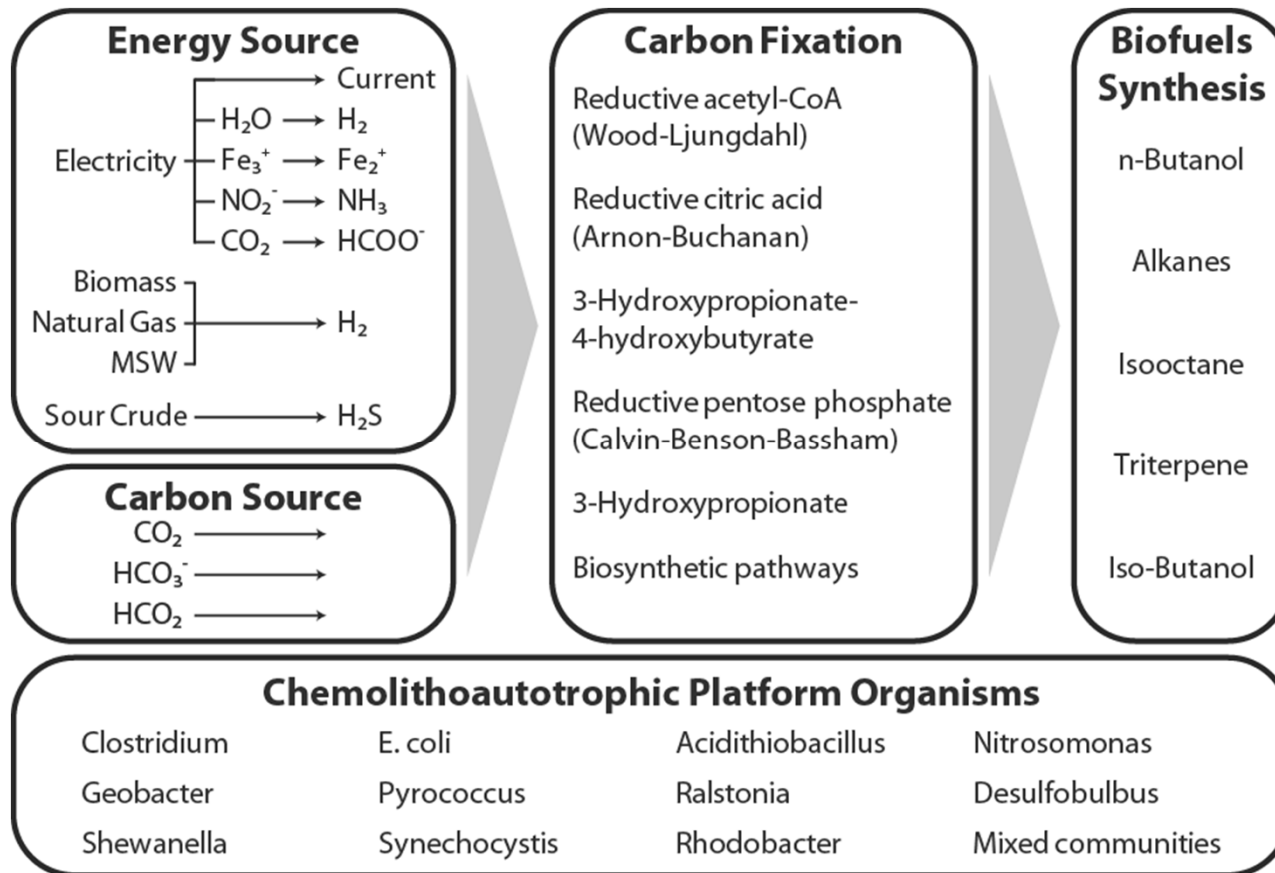 Energy Source
Current
H₂O → H₂
Electricity
Fe₃⁺ → Fe₂⁺
NO₂⁻ → NH₃
CO₂ → HCOO⁻
Biomass
Natural Gas → H₂
MSW
Sour Crude → H₂S
Carbon Source
CO₂ →
HCO₃⁻ →
HCO₂ →
Carbon Fixation
Reductive acetyl-CoA
(Wood-Ljungdahl)
Reductive citric acid
(Arnon-Buchanan)
3-Hydroxypropionate-
4-hydroxybutyrate
Reductive pentose phosphate
(Calvin-Benson-Bassham)
3-Hydroxypropionate
Biosynthetic pathways
Biofuels
Synthesis
n-Butanol
Alkanes
Isooctane
Triterpene
Iso-Butanol
Chemolithoautotrophic Platform Organisms
Clostridium E. coli Acidithiobacillus Nitrosomonas
Geobacter Pyrococcus Ralstonia Desulfobulbus
Shewanella Synechocystis Rhodobacter Mixed communities